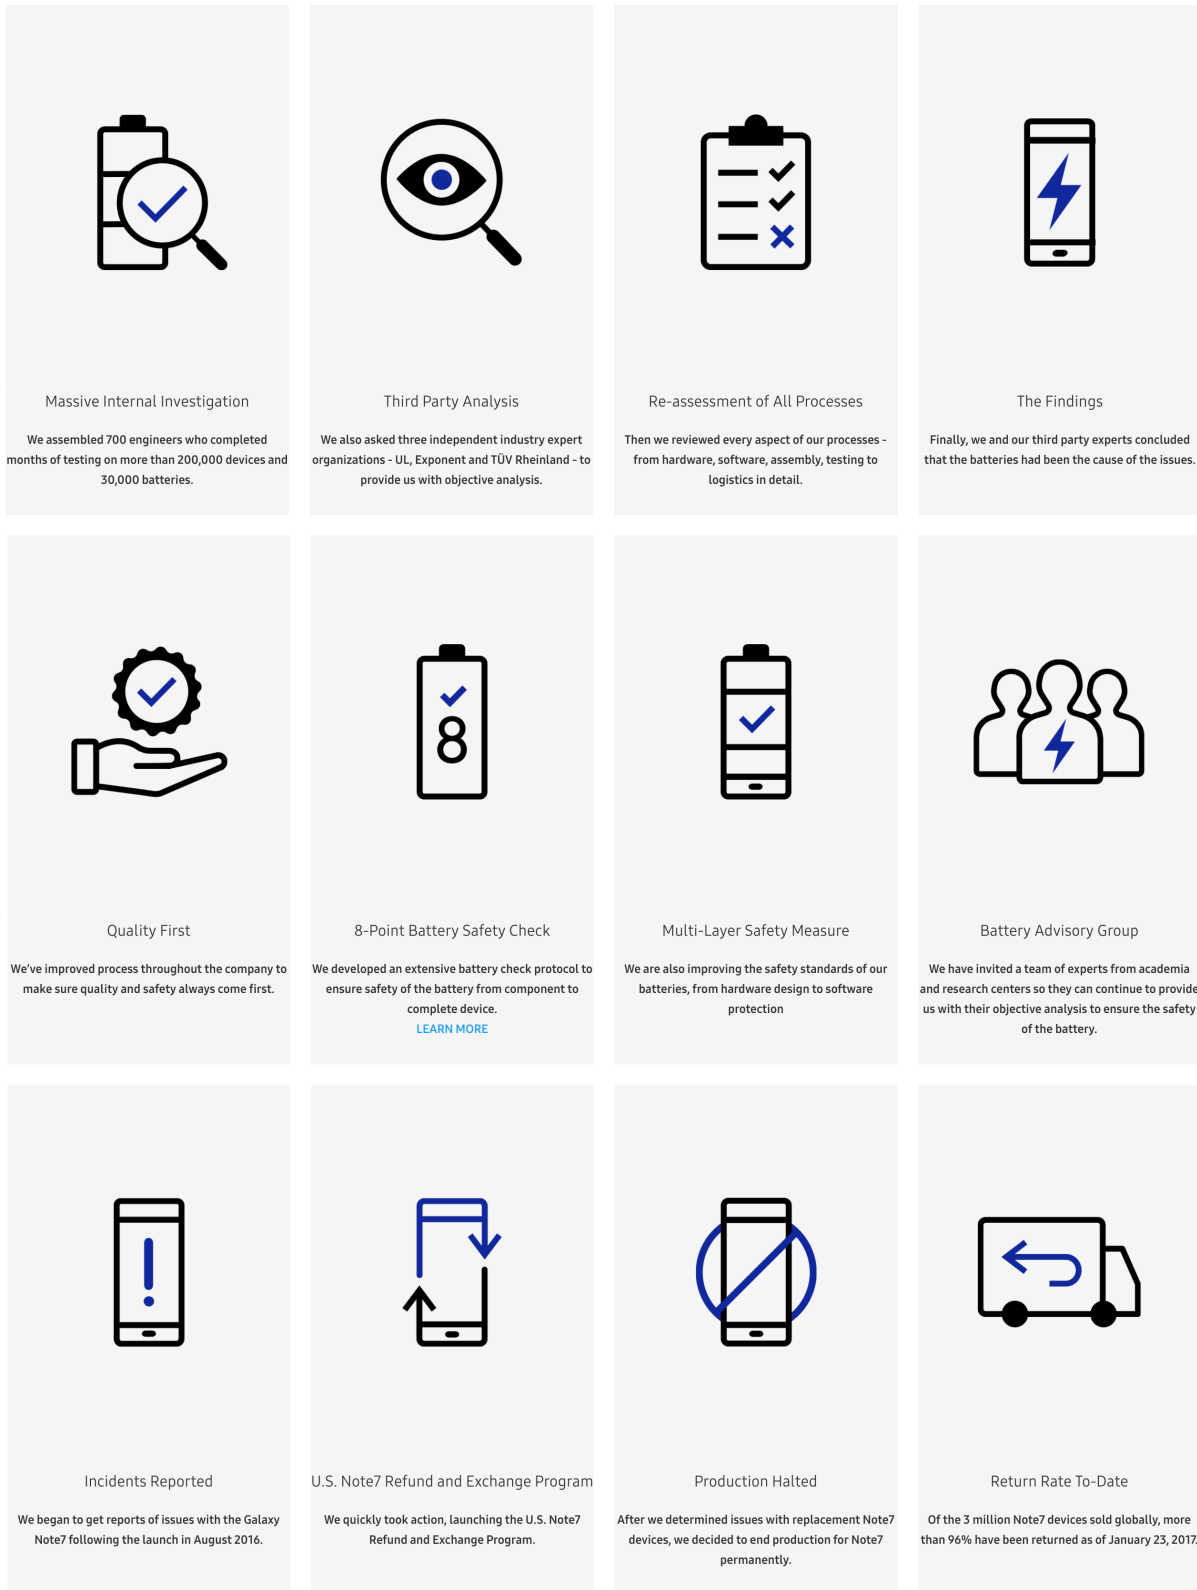 Massive Internal Investigation
We assembled 700 engineers who completed
months of testing on more than 200,000 devices and
30,000 batteries.
Third Party Analysis
We also asked three independent industry expert
organizations - UL, Exponent and TÜV Rheinland - to
provide us with objective analysis.
Re-assessment of All Processes
Then we reviewed every aspect of our processes -
from hardware, software, assembly, testing to
logistics in detail.
The Findings
Finally, we and our third party experts concluded
that the batteries had been the cause of the issues.
8
Quality First
We've improved process throughout the company to
make sure quality and safety always come first.
8-Point Battery Safety Check
We developed an extensive battery check protocol to
ensure safety of the battery from component to
complete device.
LEARN MORE
Multi-Layer Safety Measure
We are also improving the safety standards of our
batteries, from hardware design to software
protection
Battery Advisory Group
We have invited a team of experts from academia
and research centers so they can continue to provide
us with their objective analysis to ensure the safety
of the battery.
Incidents Reported
We began to get reports of issues with the Galaxy
Note7 following the launch in August 2016.
U.S. Note7 Refund and Exchange Program
We quickly took action, launching the U.S. Note7
Refund and Exchange Program.
Production Halted
After we determined issues with replacement Note7
devices, we decided to end production for Note7
permanently.
Return Rate To-Date
Of the 3 million Note7 devices sold globally, more
than 96% have been returned as of January 23, 2017.